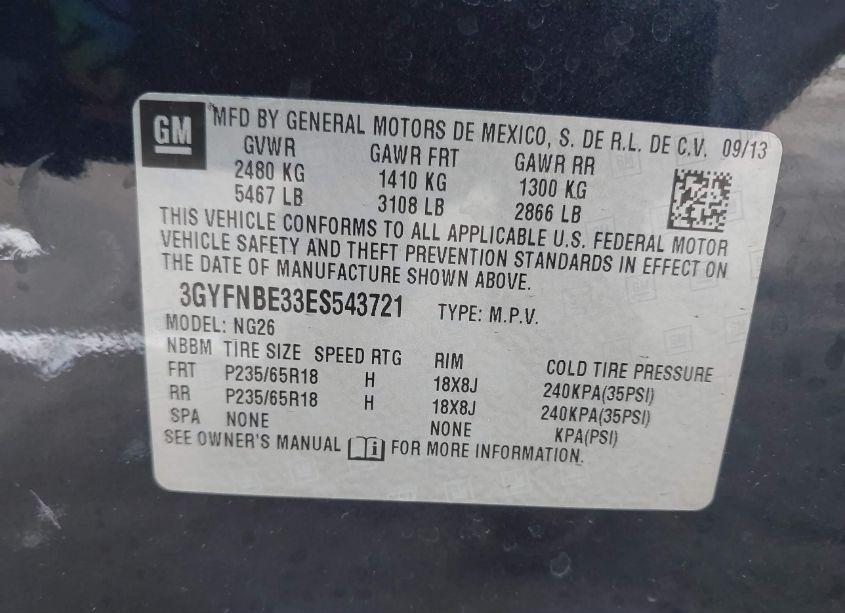 GM ® MFD BY GENERAL MOTORS DE MEXICO, S. DE R.L. DE C.V. 09/13
GVWR GAWR FRT GAWR RR
2480 KG 1410 KG 1300 KG
5467 LB 3108 LB 2866 LB
THIS VEHICLE CONFORMS TO ALL APPLICABLE U.S. FEDERAL MOTOR
VEHICLE SAFETY AND THEFT PREVENTION STANDARDS IN EFFECT ON
THE DATE OF MANUFACTURE SHOWN ABOVE.
3GYFNBE33ES543721 TYPE: M.P.V.
MODEL: NG26
NBBM TIRE SIZE SPEED RTG RIM COLD TIRE PRESSURE
FRT P235/65R18 H 18X8J 240KPA(35PSI)
RR P235/65R18 H 18X8J 240KPA(35PSI)
SPA NONE NONE KPA(PSI)
SEE OWNER'S MANUAL FOR MORE INFORMATION.